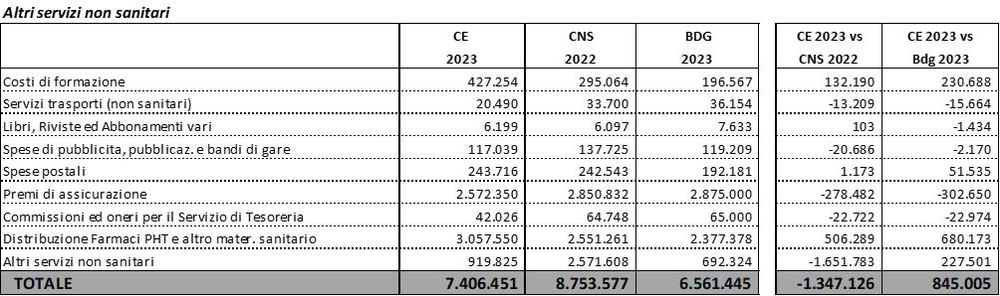 Altri servizi non sanitari
CE CNS BDG CE 2023 vs CE 2023 vs
2023 2022 2023 CNS 2022 Bdg 2023
Costi di formazione 427.254 295.064 196.567 132.190 230.688
Servizi trasporti (non sanitari) 20.490 33.700 36.154 -13.209 -15.664
Libri, Riviste ed Abbonamenti vari 6.199 6.097 7.633 103 -1.434
Spese di pubblicita, pubblicaz. e bandi di gare 117.039 137.725 119.209 -20.686 -2.170
Spese postali 243.716 242.543 192.181 1.173 51.535
Premi di assicurazione 2.572.350 2.850.832 2.875.000 -278.482 -302.650
Commissioni ed oneri per il Servizio di Tesoreria 42.026 64.748 65.000 -22.722 -22.974
Distribuzione Farmaci PHT e altro mater. sanitario 3.057.550 2.551.261 2.377.378 506.289 680.173
Altri servizi non sanitari 919.825 2.571.608 692.324 -1.651.783 227.501
TOTALE 7.406.451 8.753.577 6.561.445 -1.347.126 845.005